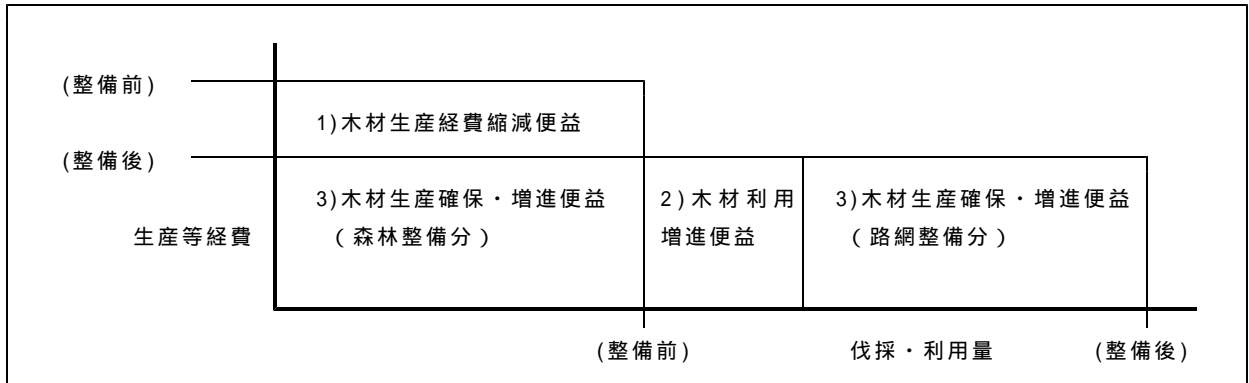 (整備前)
1)木材生産経費縮減便益
(整備後)
3)木材生産確保・増進便益
(森林整備分)
2)木材利用
増進便益
3)木材生産確保・増進便益
(路網整備分)
生産等経費
(整備前)
伐採・利用量
(整備後)